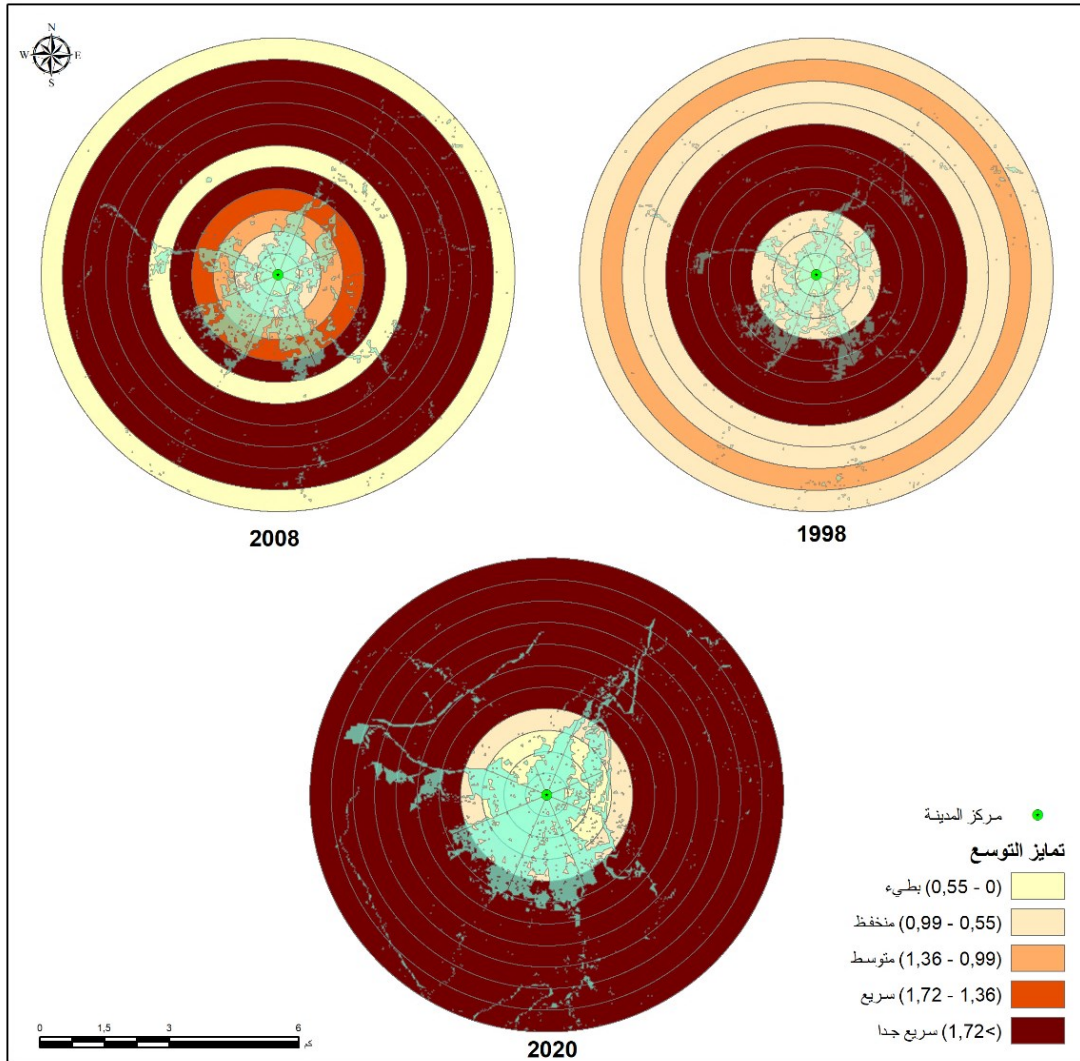 N
W E
S
2008
1998
2020
مركز المدينة
تمايز التوسع
بطيء (0,55 - 0)
منخفظ (0,99 - 0,55)
متوسط (1,36 - 0,99)
سريع (1,72 - 1,36)
سريع جدا (1,72<)
0 1,5 3 6
كم